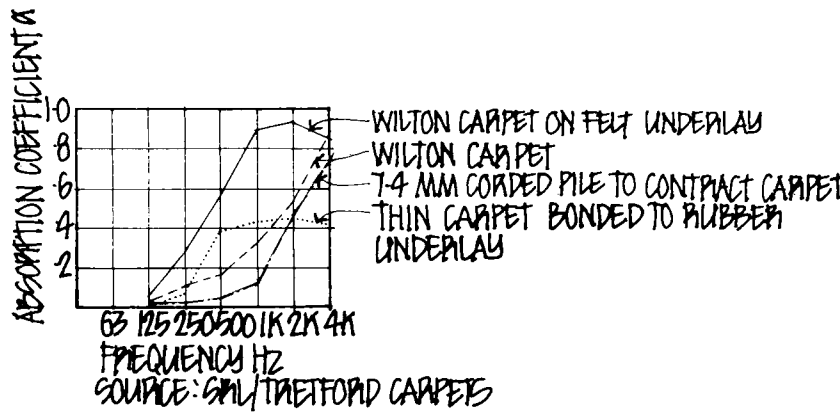 ABSORPTION COEFFICIENT α
1·0
·8
·6
·4
·2
63 125 250 500 1K 2K 4K
FREQUENCY HZ
SOURCE: SRL/TRETFORD CARPETS
WILTON CARPET ON FELT UNDERLAY
WILTON CARPET
7·4 MM CORDED PILE TO CONTRACT CARPET
THIN CARPET BONDED TO RUBBER
UNDERLAY